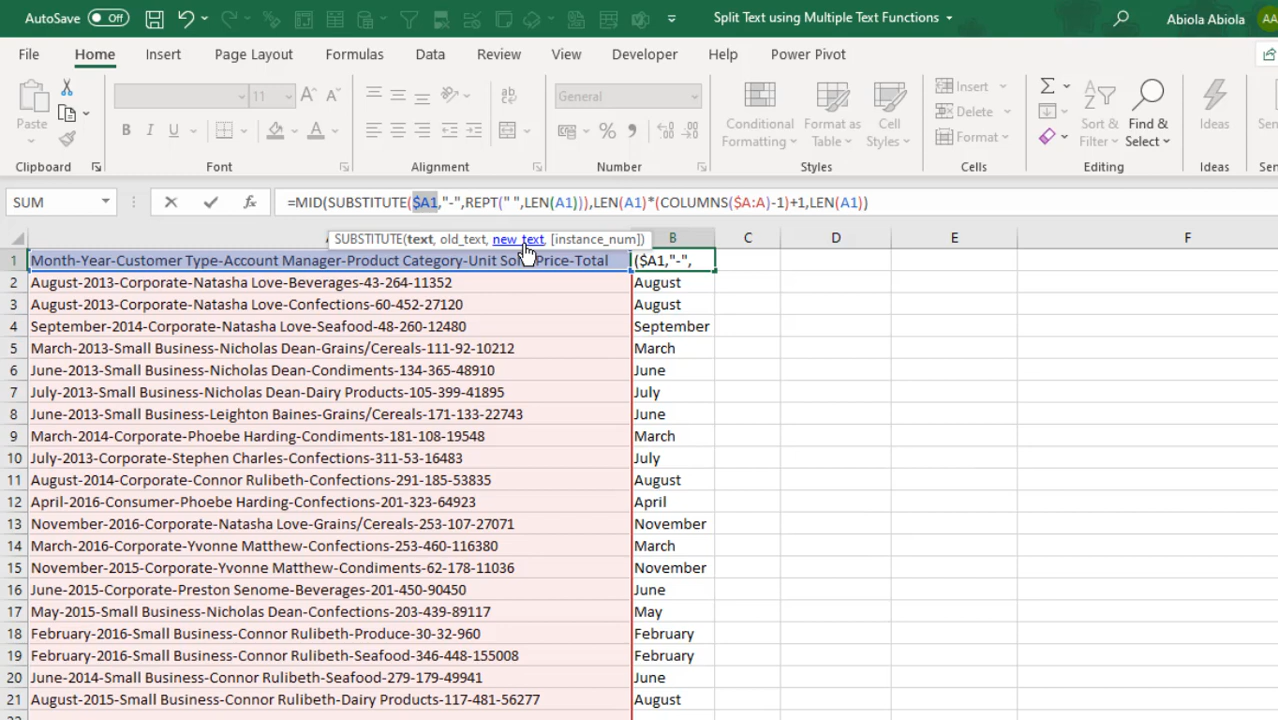 AutoSave Off Split Text using Multiple Text Functions Abiola Abiola AA
File Home Insert Page Layout Formulas Data Review View Developer Help Power Pivot
Paste 11 General Conditional Formatting Format as Table Cell Styles Insert Delete Format Sort & Filter Find & Select Ideas
Clipboard Font Alignment Number Styles Cells Editing Ideas
SUM =MID(SUBSTITUTE($A1,"-",REPT(" ",LEN(A1))),LEN(A1)*(COLUMNS($A:A)-1)+1,LEN(A1))
SUBSTITUTE(text, old_text, new_text, [instance_num])
B C D E F
1 Month-Year-Customer Type-Account Manager-Product Category-Unit Price-Total ($A1,"-",
2 August-2013-Corporate-Natasha Love-Beverages-43-264-11352 August
3 August-2013-Corporate-Natasha Love-Confections-60-452-27120 August
4 September-2014-Corporate-Natasha Love-Seafood-48-260-12480 September
5 March-2013-Small Business-Nicholas Dean-Grains/Cereals-111-92-10212 March
6 June-2013-Small Business-Nicholas Dean-Condiments-134-365-48910 June
7 July-2013-Small Business-Nicholas Dean-Dairy Products-105-399-41895 July
8 June-2013-Small Business-Leighton Baines-Grains/Cereals-171-133-22743 June
9 March-2014-Corporate-Phoebe Harding-Condiments-181-108-19548 March
10 July-2013-Corporate-Stephen Charles-Confections-311-53-16483 July
11 August-2014-Corporate-Connor Rulibeth-Confections-291-185-53835 August
12 April-2016-Consumer-Phoebe Harding-Confections-201-323-64923 April
13 November-2016-Corporate-Natasha Love-Grains/Cereals-253-107-27071 November
14 March-2016-Corporate-Yvonne Matthew-Confections-253-460-116380 March
15 November-2015-Corporate-Yvonne Matthew-Condiments-62-178-11036 November
16 June-2015-Corporate-Preston Senome-Beverages-201-450-90450 June
17 May-2015-Small Business-Nicholas Dean-Confections-203-439-89117 May
18 February-2016-Small Business-Connor Rulibeth-Produce-30-32-960 February
19 February-2016-Small Business-Connor Rulibeth-Seafood-346-448-155008 February
20 June-2014-Small Business-Connor Rulibeth-Seafood-279-179-49941 June
21 August-2015-Small Business-Connor Rulibeth-Dairy Products-117-481-56277 August